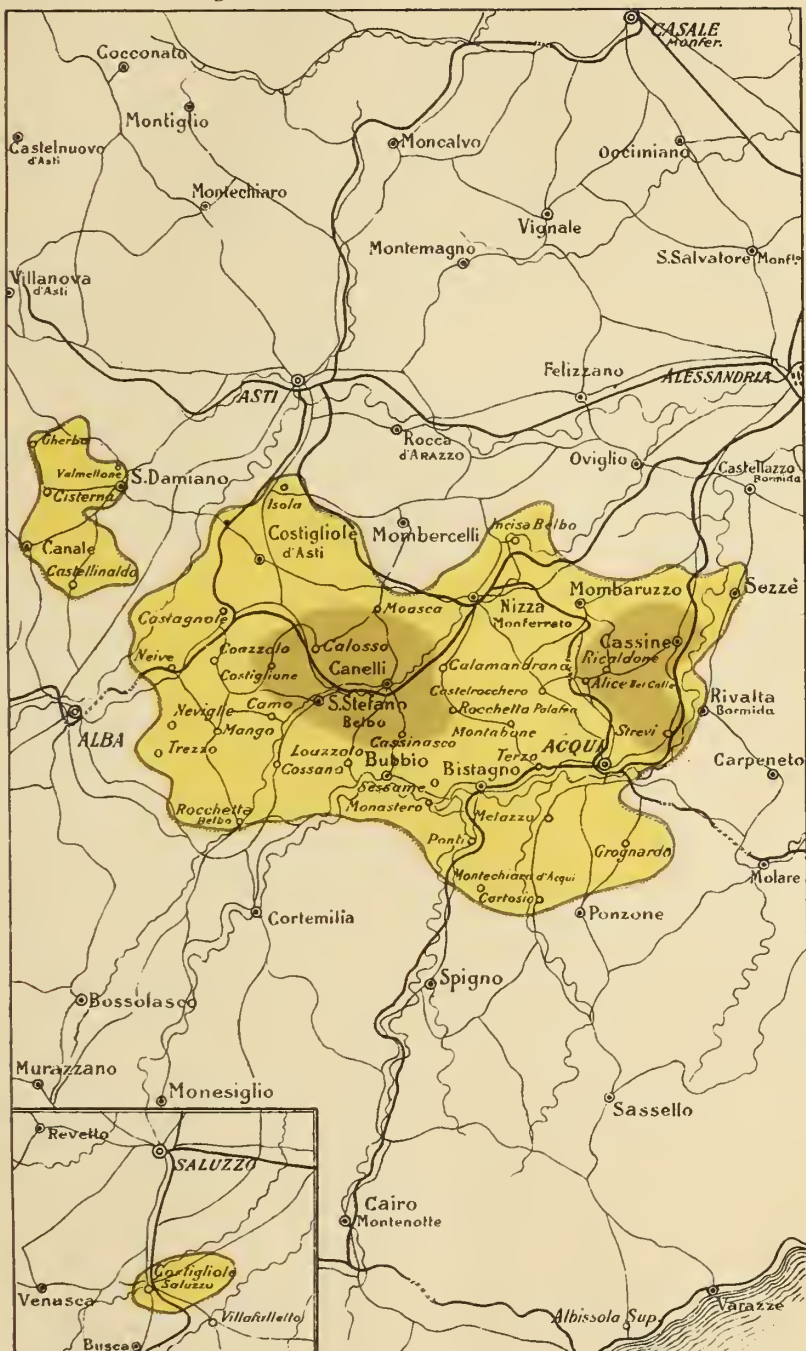 CASALE
Monfer.
Cocconato
Montiglio
Castelnuovo
d'Asti
Moncalvo
Occimiano
Montechiaro
Vignale
Montemagno
S.Salvatore Monf.º
Villanova
d'Asti
Felizzano
ASTI
ALESSANDRIA
Rocca
d'ARAZZO
Gherba
Valmellone
S.Damiano
Cisterna
Oviglio
Castellazzo
Bormida
Isola
Canale
Castellinaldo
Costigliole
d'Asti
Mombercelli
Incisa Belbo
Sezzè
Castagnole
Moasca
Nizza
Monferrato
Mombaruzzo
Neive
Coazzolo
Calosso
Cassine
Costiglione
Canelli
Calamandrana
Ricaldone
Castelrocchero
Alice Bel Colle
ALBA
Neviglie
Camo
S.Stefano
Belbo
Rocchetta Palafea
Rivalta
Bormida
Mango
Cassinasco
Montabone
Strevi
Trezzo
Louzzolo
Bubbio
Terzo
ACQUI
Cossano
Sessame
Bistagno
Carpeneto
Rocchetta
Belbo
Monastero
Melazzo
Ponti
Grognardo
Molare
Montechiaro d'Acqui
Cartosio
Cortemilia
Ponzone
Spigno
Bossolasco
Murazzano
Monesiglio
Sassello
Revello
SALUZZO
Cairo
Montenotte
Costigliole
Saluzzo
Venasca
Villafalletto
Busca
Albissola Sup.
Varazze